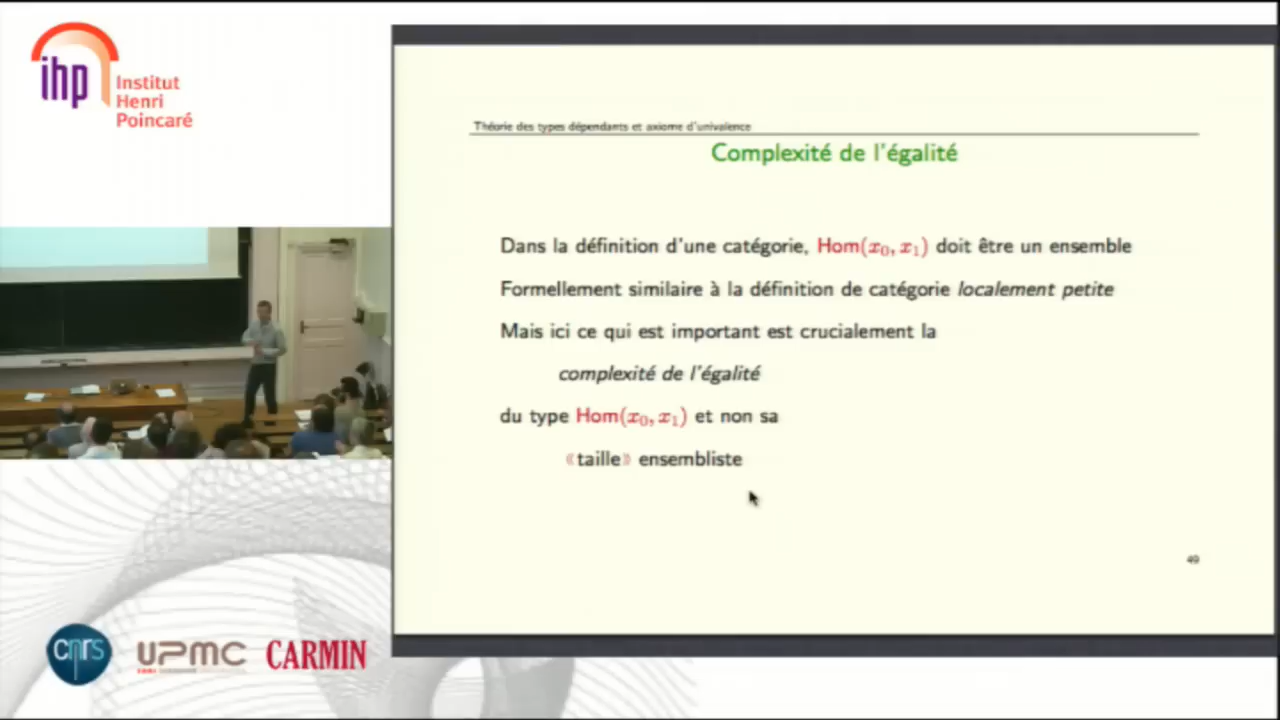 ihp
Institut
Henri
Poincaré
Théorie des types dépendants et axiome d'univalence
Complexité de l'égalité
Dans la définition d'une catégorie, Hom(x₀, x₁) doit être un ensemble
Formellement similaire à la définition de catégorie localement petite
Mais ici ce qui est important est crucialement la
complexité de l'égalité
du type Hom(x₀, x₁) et non sa
«taille» ensembliste
49
cnrs
UPMC
CARMIN